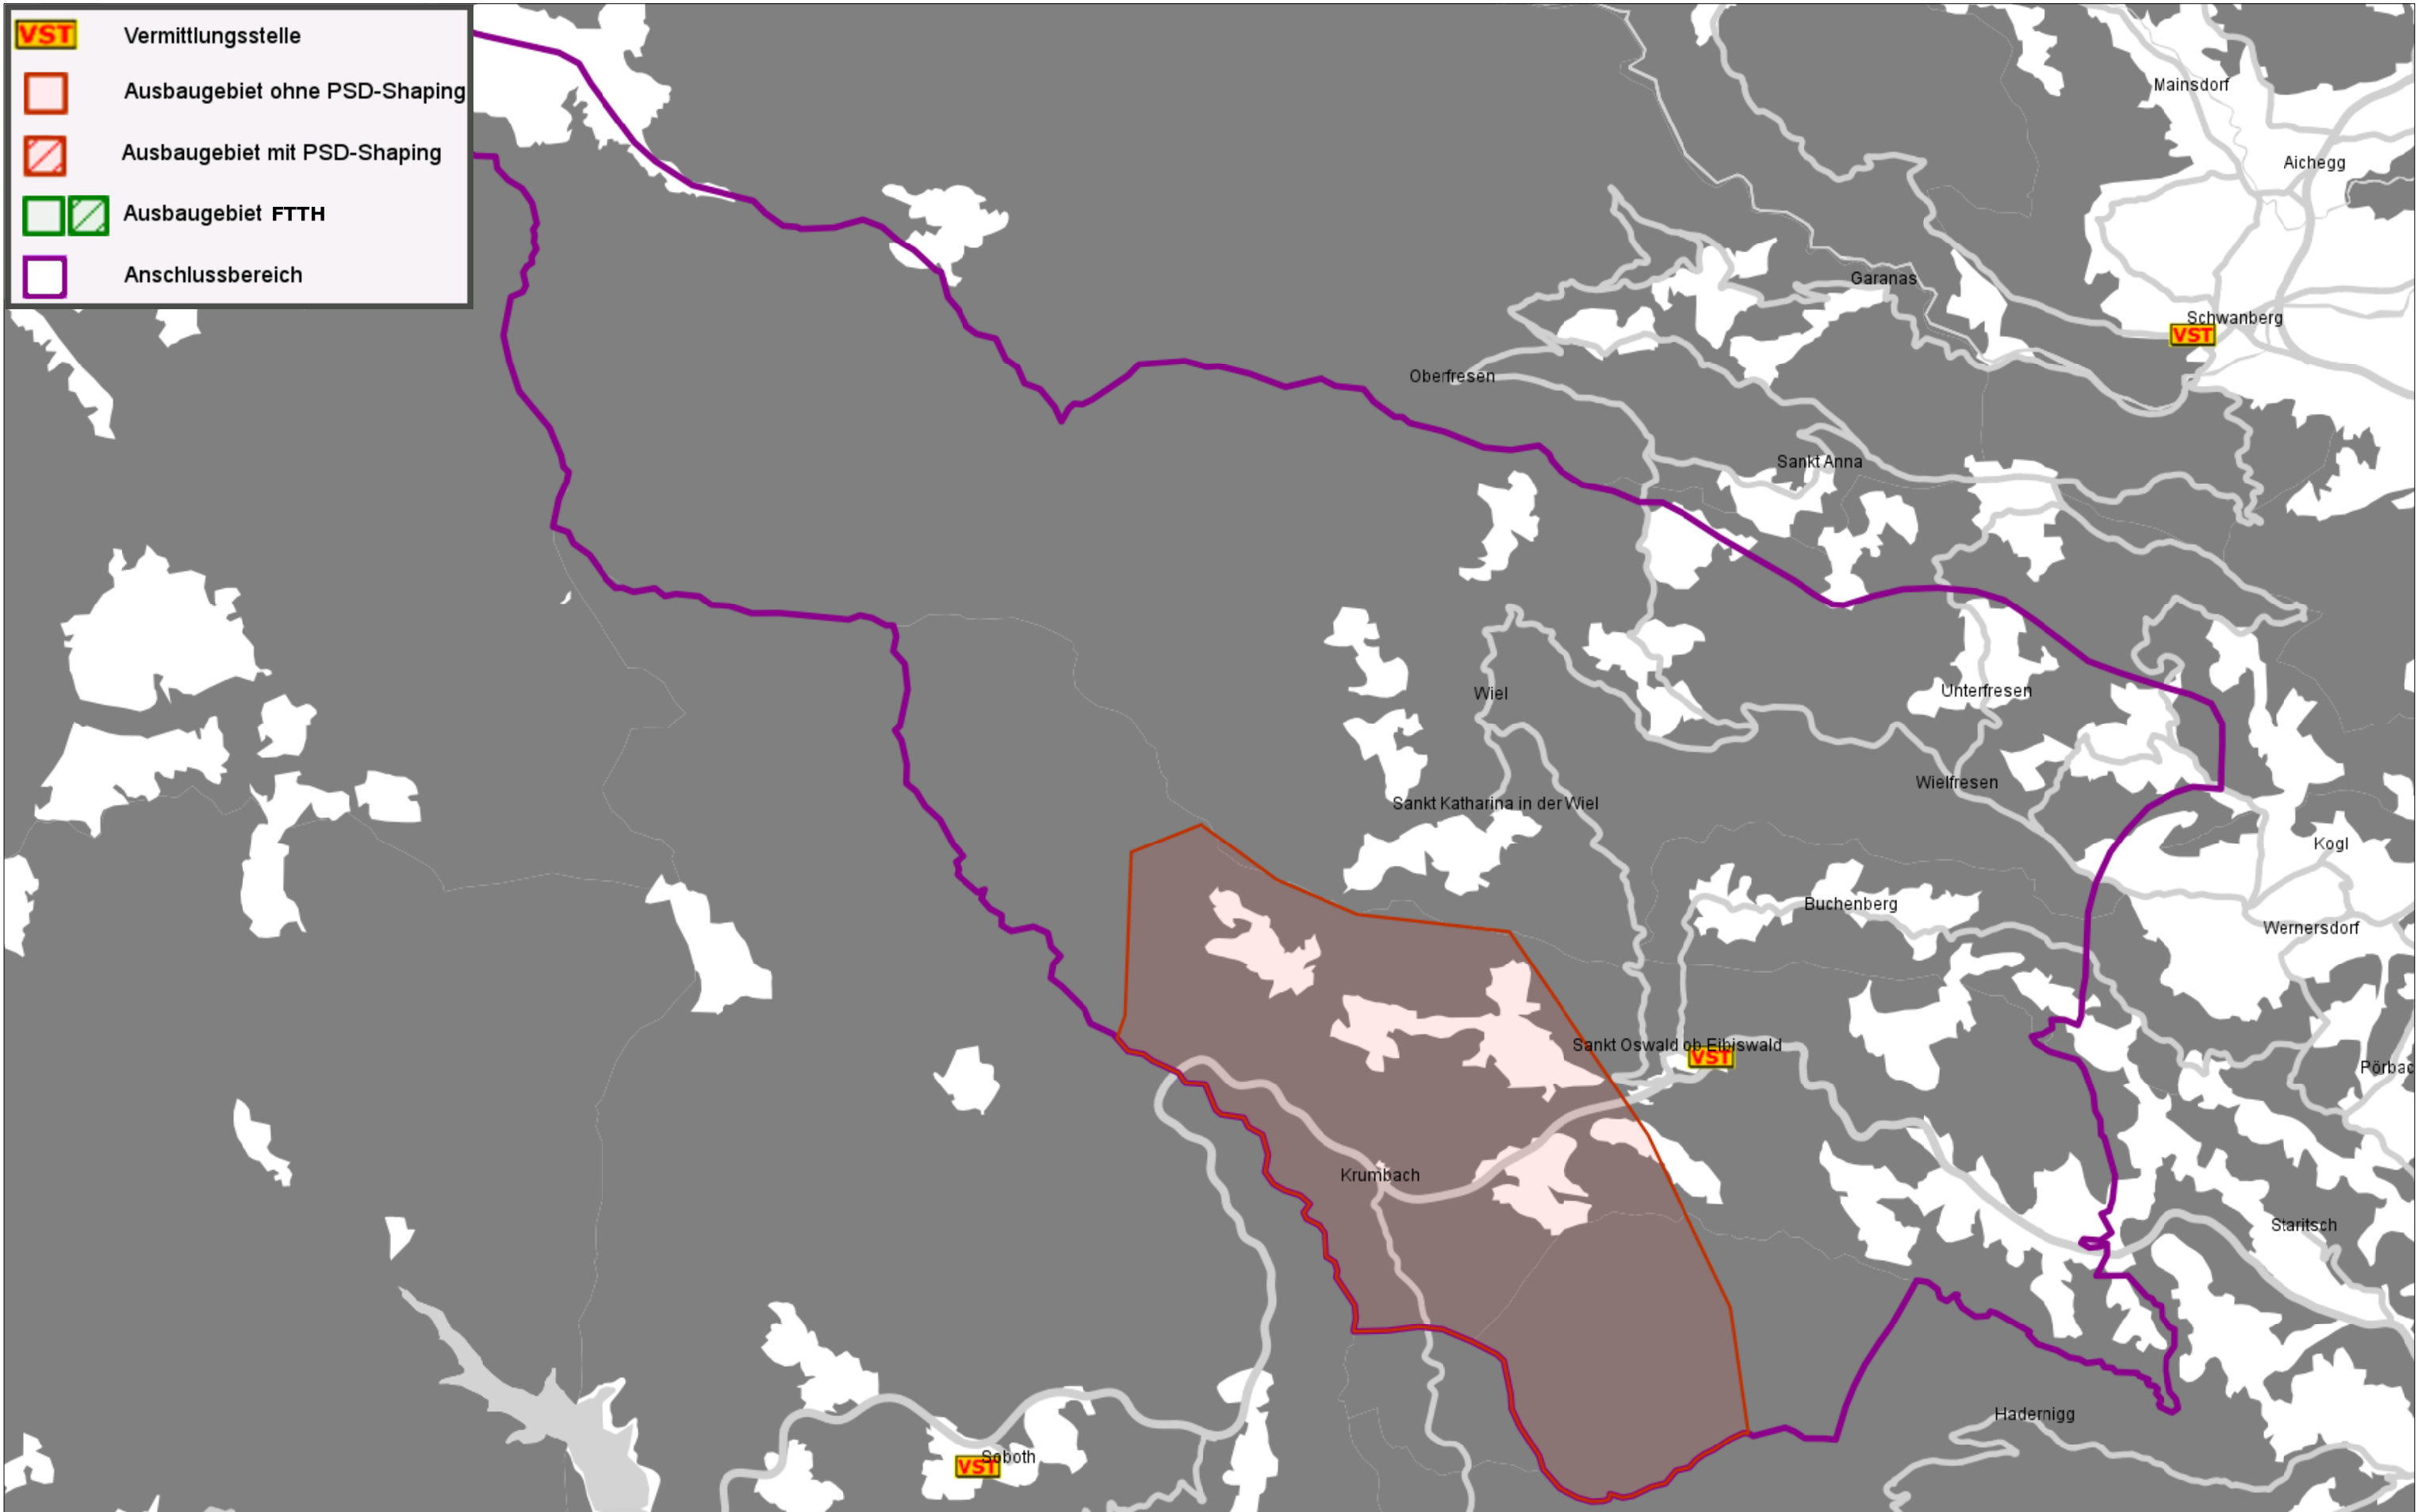 VST Vermittlungsstelle
Ausbaugebiet ohne PSD-Shaping
Ausbaugebiet mit PSD-Shaping
Ausbaugebiet FTTH
Anschlussbereich
Mainsdorf
Aichegg
Garanas
Schwanberg
VST
Oberfresen
Sankt Anna
Unterfresen
Wiel
Wielfresen
Sankt Katharina in der Wiel
Kogl
Buchenberg
Wernersdorf
Sankt Oswald ob Eibiswald
VST
Pörbac
Krumbach
Staritsch
Hadernigg
Soboth
VST